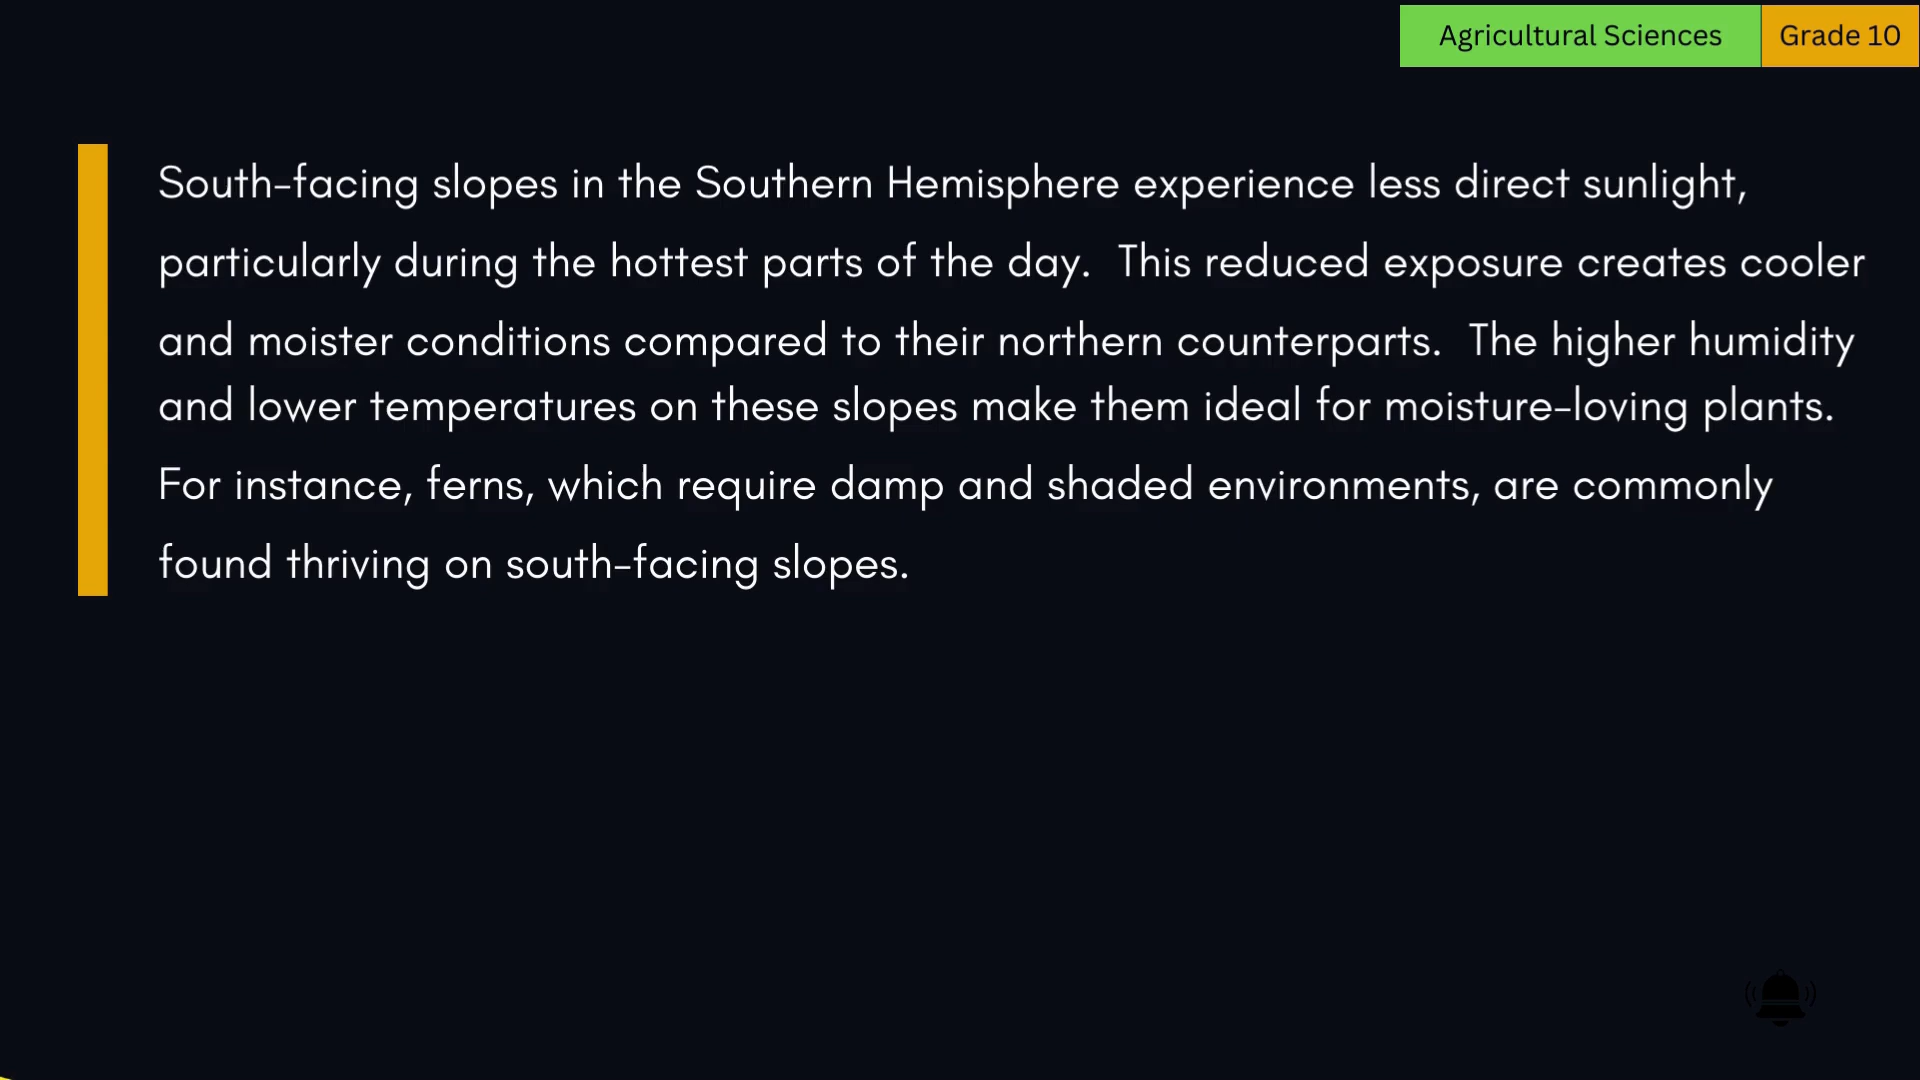 Agricultural Sciences
Grade 10
South-facing slopes in the Southern Hemisphere experience less direct sunlight,
particularly during the hottest parts of the day.  This reduced exposure creates cooler
and moister conditions compared to their northern counterparts.  The higher humidity
and lower temperatures on these slopes make them ideal for moisture-loving plants.
For instance, ferns, which require damp and shaded environments, are commonly
found thriving on south-facing slopes.